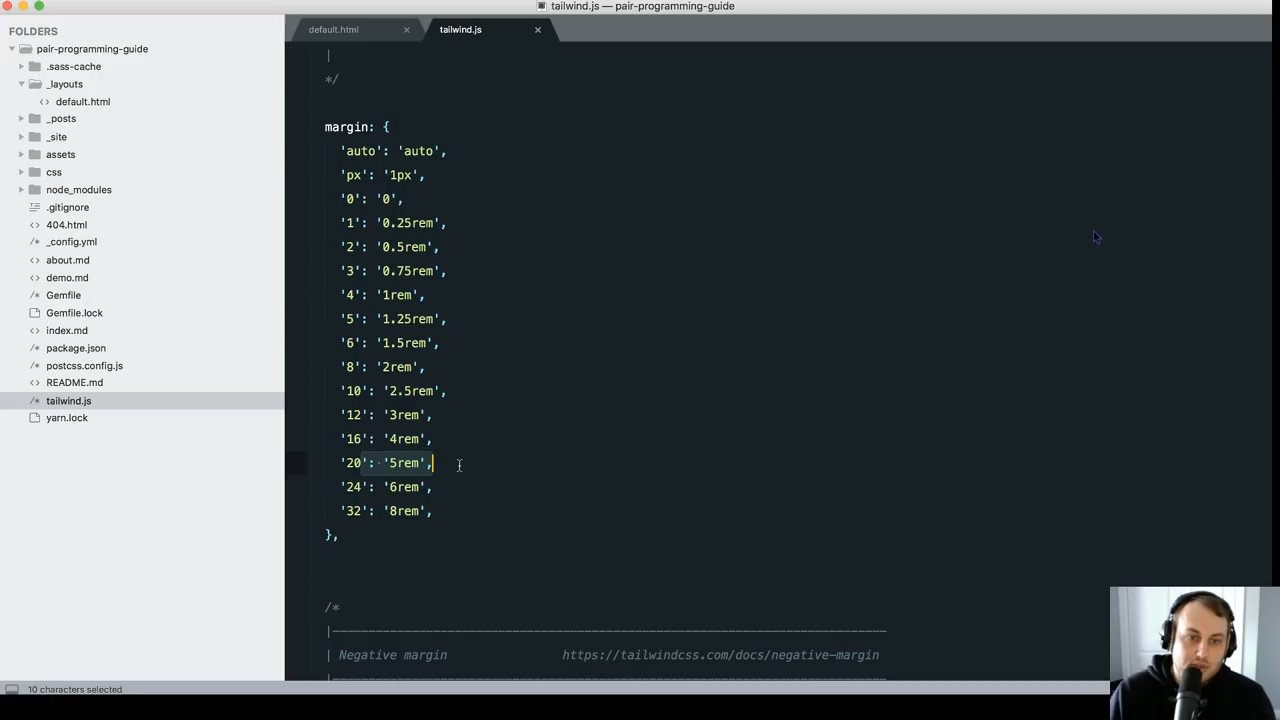 tailwind.js — pair-programming-guide
FOLDERS
pair-programming-guide
.sass-cache
_layouts
default.html
_posts
_site
assets
css
node_modules
.gitignore
404.html
_config.yml
about.md
demo.md
Gemfile
Gemfile.lock
index.md
package.json
postcss.config.js
README.md
tailwind.js
yarn.lock
default.html
tailwind.js
|
*/
margin: {
'auto': 'auto',
'px': '1px',
'0': '0',
'1': '0.25rem',
'2': '0.5rem',
'3': '0.75rem',
'4': '1rem',
'5': '1.25rem',
'6': '1.5rem',
'8': '2rem',
'10': '2.5rem',
'12': '3rem',
'16': '4rem',
'20': '5rem',
'24': '6rem',
'32': '8rem',
},
/*
|-----------------------------------------------------------------------------
| Negative margin https://tailwindcss.com/docs/negative-margin
|-----------------------------------------------------------------------------
10 characters selected